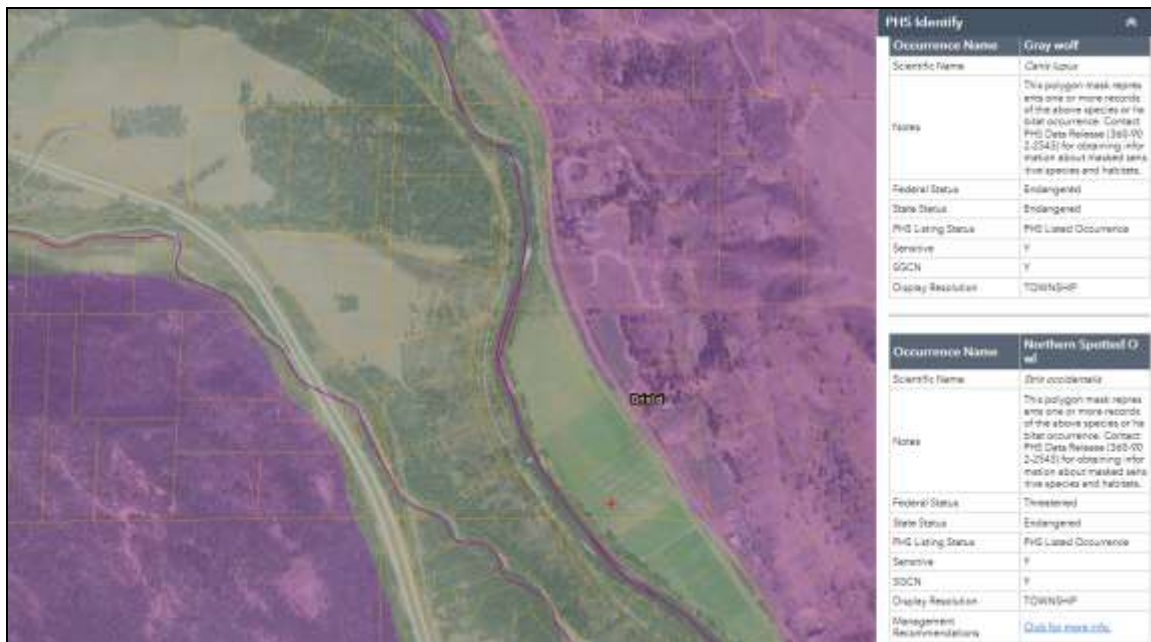 PHS Identify
Occurrence Name Gray wolf
Scientific Name Canis lupus
Notes
This polygon mask repres
ents one or more records
of the above species or ha
bitat occurrence. Contact
PHS Data Release (360-90
2-2543) for obtaining infor
mation about masked sens
itive species and habitats.
Federal Status Endangered
State Status Endangered
PHS Listing Status PHS Listed Occurrence
Sensitive Y
SGCN Y
Display Resolution TOWNSHIP
Occurrence Name Northern Spotted O
wl
Scientific Name Strix occidentalis
Notes
This polygon mask repres
ents one or more records
of the above species or ha
bitat occurrence. Contact
PHS Data Release (360-90
2-2543) for obtaining infor
mation about masked sens
itive species and habitats.
Federal Status Threatened
State Status Endangered
PHS Listing Status PHS Listed Occurrence
Sensitive Y
SGCN Y
Display Resolution TOWNSHIP
Management
Recommendations Click for more info.